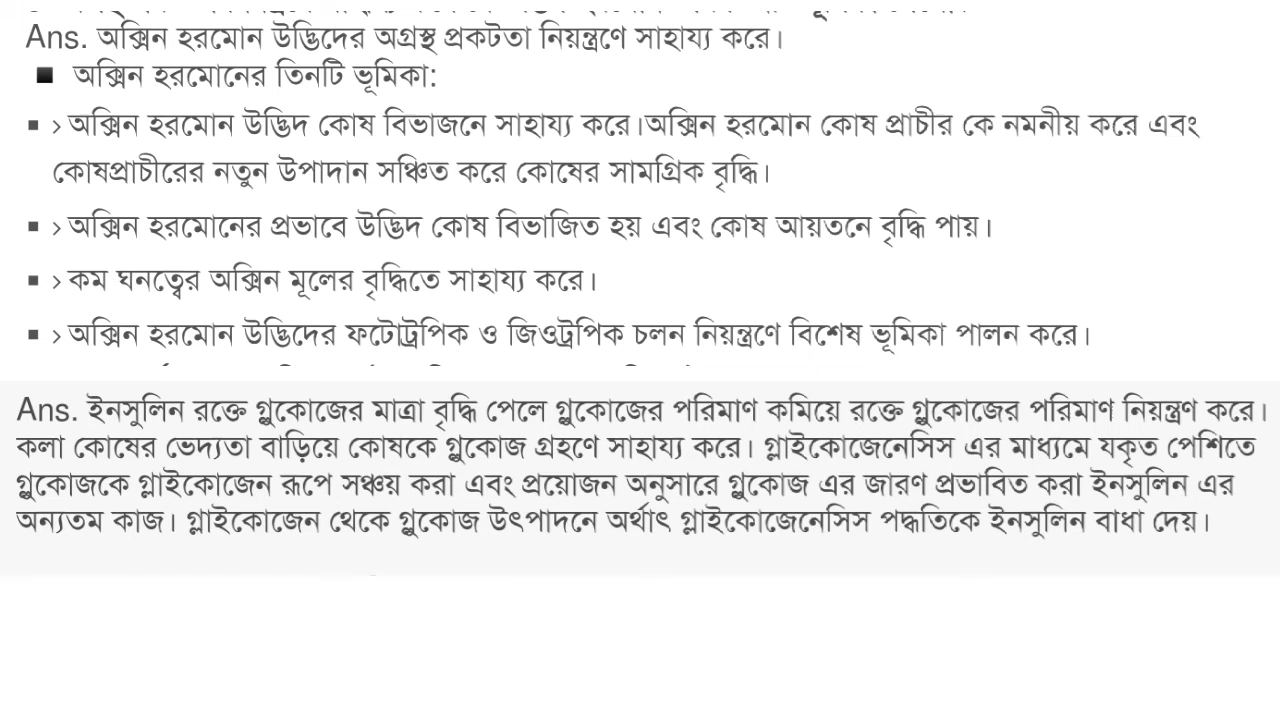 Ans. অক্সিন হরমোন উদ্ভিদের অগ্রস্থ প্রকটতা নিয়ন্ত্রণে সাহায্য করে।
■ অক্সিন হরমোনের তিনটি ভূমিকা:
▪ › অক্সিন হরমোন উদ্ভিদ কোষ বিভাজনে সাহায্য করে।অক্সিন হরমোন কোষ প্রাচীর কে নমনীয় করে এবং
কোষপ্রাচীরের নতুন উপাদান সঞ্চিত করে কোষের সামগ্রিক বৃদ্ধি।
▪ › অক্সিন হরমোনের প্রভাবে উদ্ভিদ কোষ বিভাজিত হয় এবং কোষ আয়তনে বৃদ্ধি পায়।
▪ › কম ঘনত্বের অক্সিন মূলের বৃদ্ধিতে সাহায্য করে।
▪ › অক্সিন হরমোন উদ্ভিদের ফটোট্রপিক ও জিওট্রপিক চলন নিয়ন্ত্রণে বিশেষ ভূমিকা পালন করে।
Ans. ইনসুলিন রক্তে গ্লুকোজের মাত্রা বৃদ্ধি পেলে গ্লুকোজের পরিমাণ কমিয়ে রক্তে গ্লুকোজের পরিমাণ নিয়ন্ত্রণ করে।
কলা কোষের ভেদ্যতা বাড়িয়ে কোষকে গ্লুকোজ গ্রহণে সাহায্য করে। গ্লাইকোজেনেসিস এর মাধ্যমে যকৃত পেশিতে
গ্লুকোজকে গ্লাইকোজেন রূপে সঞ্চয় করা এবং প্রয়োজন অনুসারে গ্লুকোজ এর জারণ প্রভাবিত করা ইনসুলিন এর
অন্যতম কাজ। গ্লাইকোজেন থেকে গ্লুকোজ উৎপাদনে অর্থাৎ গ্লাইকোজেনেসিস পদ্ধতিকে ইনসুলিন বাধা দেয়।